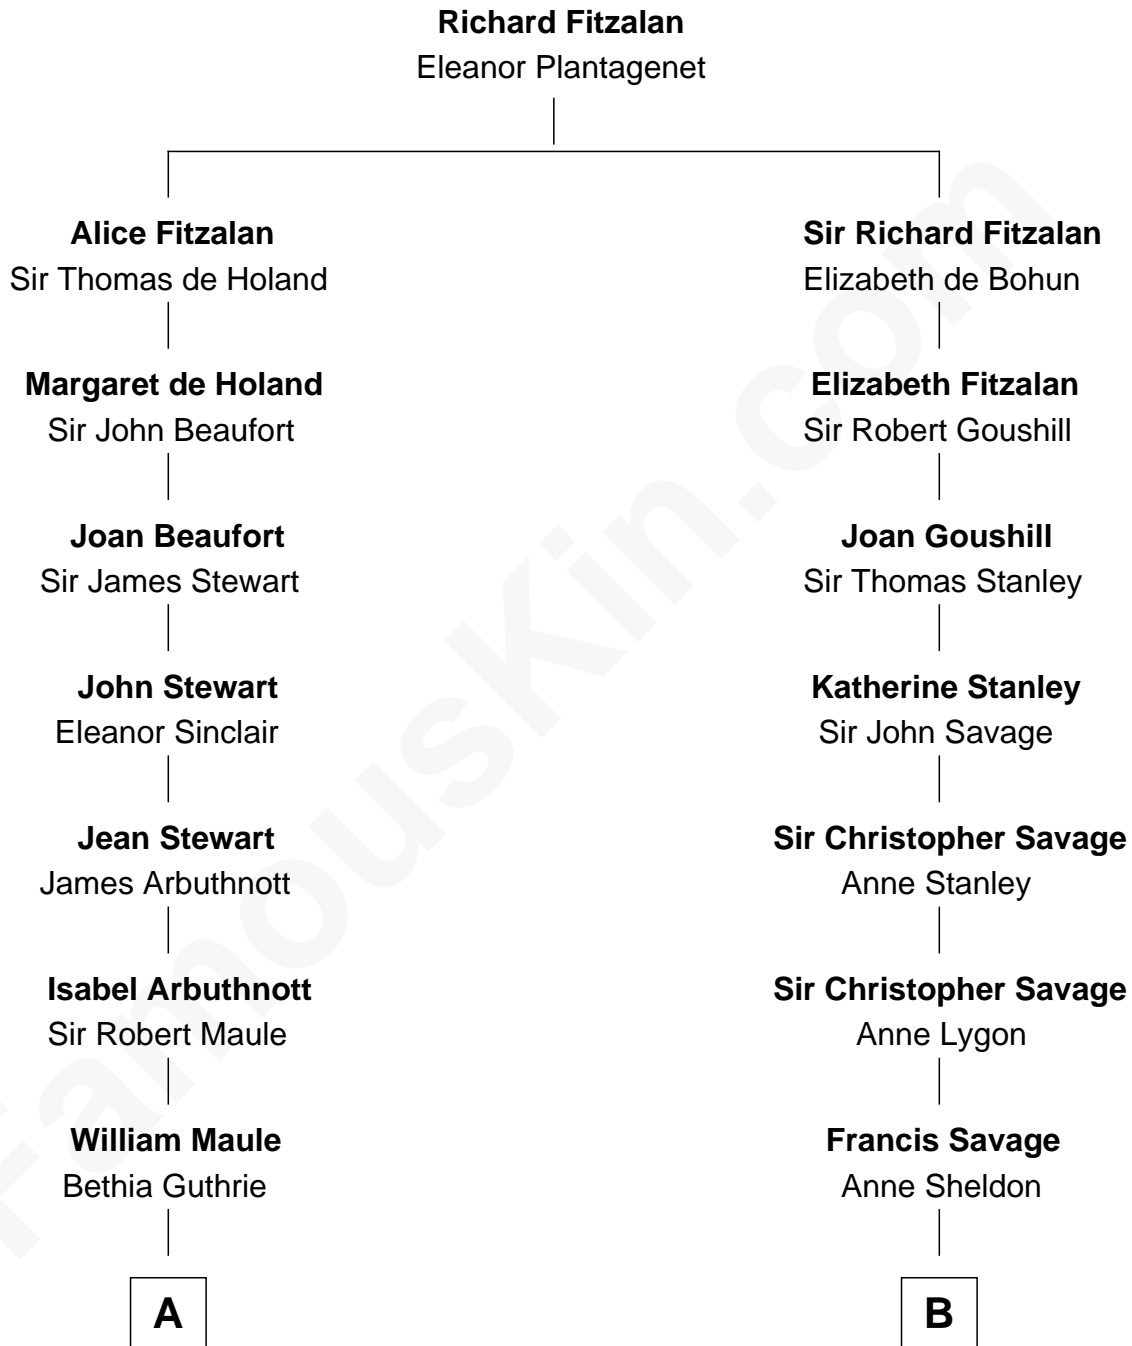 Richard Fitzalan
Eleanor Plantagenet
Alice Fitzalan
Sir Thomas de Holand
Sir Richard Fitzalan
Elizabeth de Bohun
Margaret de Holand
Sir John Beaufort
Elizabeth Fitzalan
Sir Robert Goushill
Joan Beaufort
Sir James Stewart
Joan Goushill
Sir Thomas Stanley
John Stewart
Eleanor Sinclair
Katherine Stanley
Sir John Savage
Jean Stewart
James Arbuthnott
Sir Christopher Savage
Anne Stanley
Isabel Arbuthnott
Sir Robert Maule
Sir Christopher Savage
Anne Lygon
William Maule
Bethia Guthrie
Francis Savage
Anne Sheldon
A
B
FamousKin.com